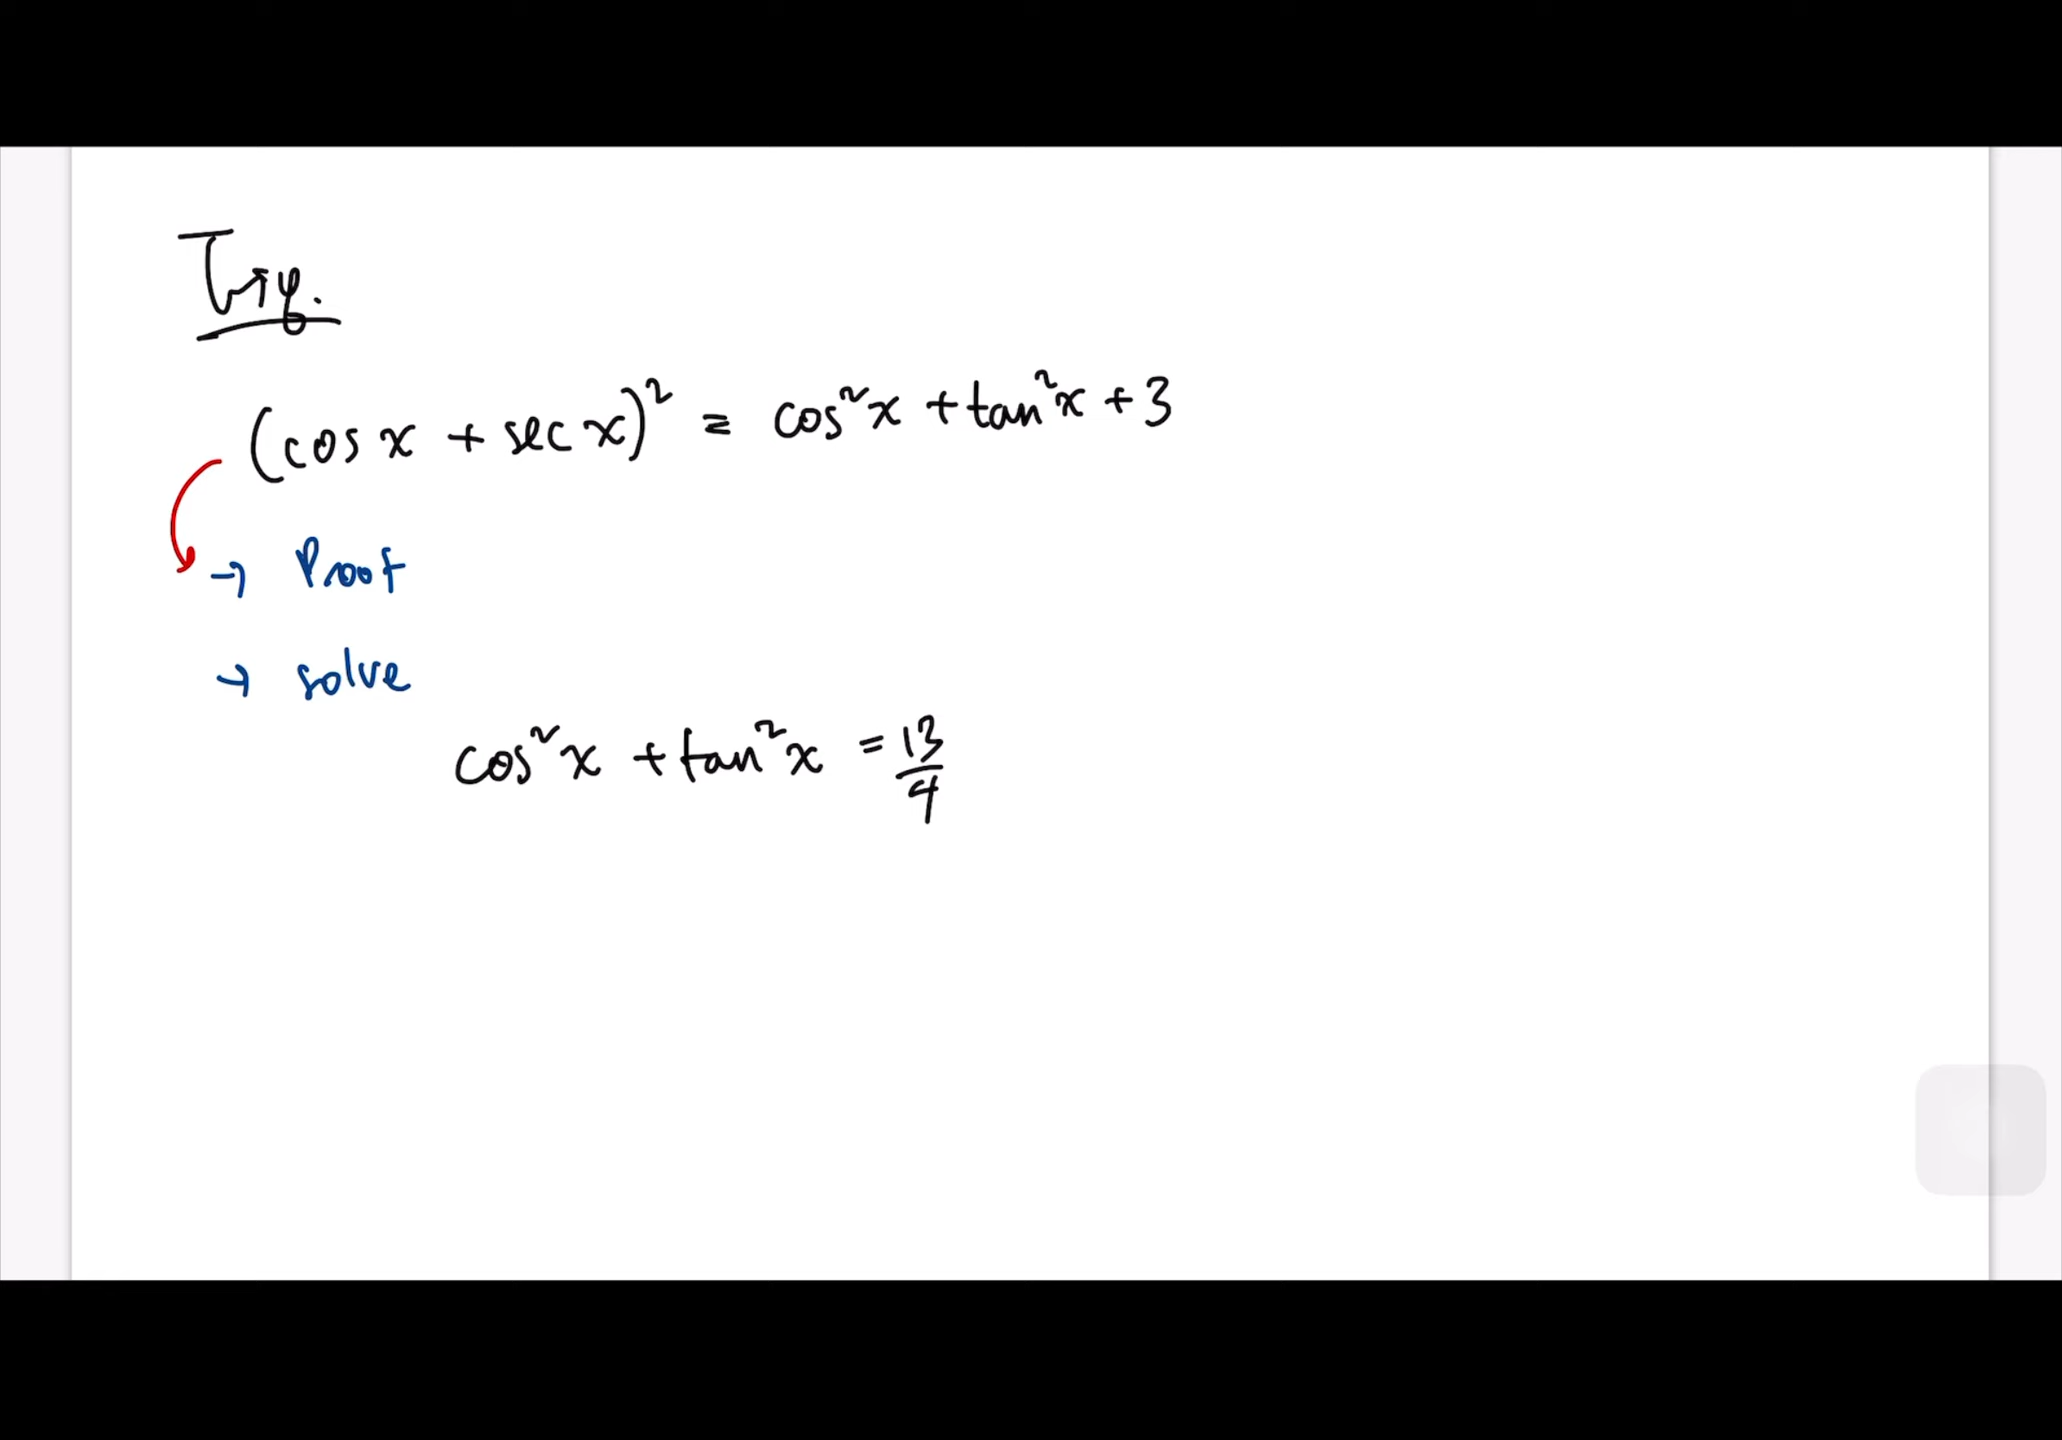 Trig.
(cos x + sec x)² ≡ cos²x + tan²x + 3
→ Proof
→ solve
cos²x + tan²x = 13/4